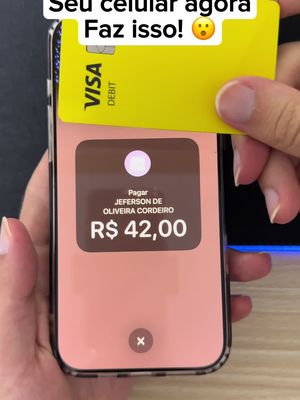 Seu celular agora
Faz isso! 😮
VISA
DEBIT
Pagar
JEFERSON DE
OLIVEIRA CORDEIRO
R$ 42,00
X